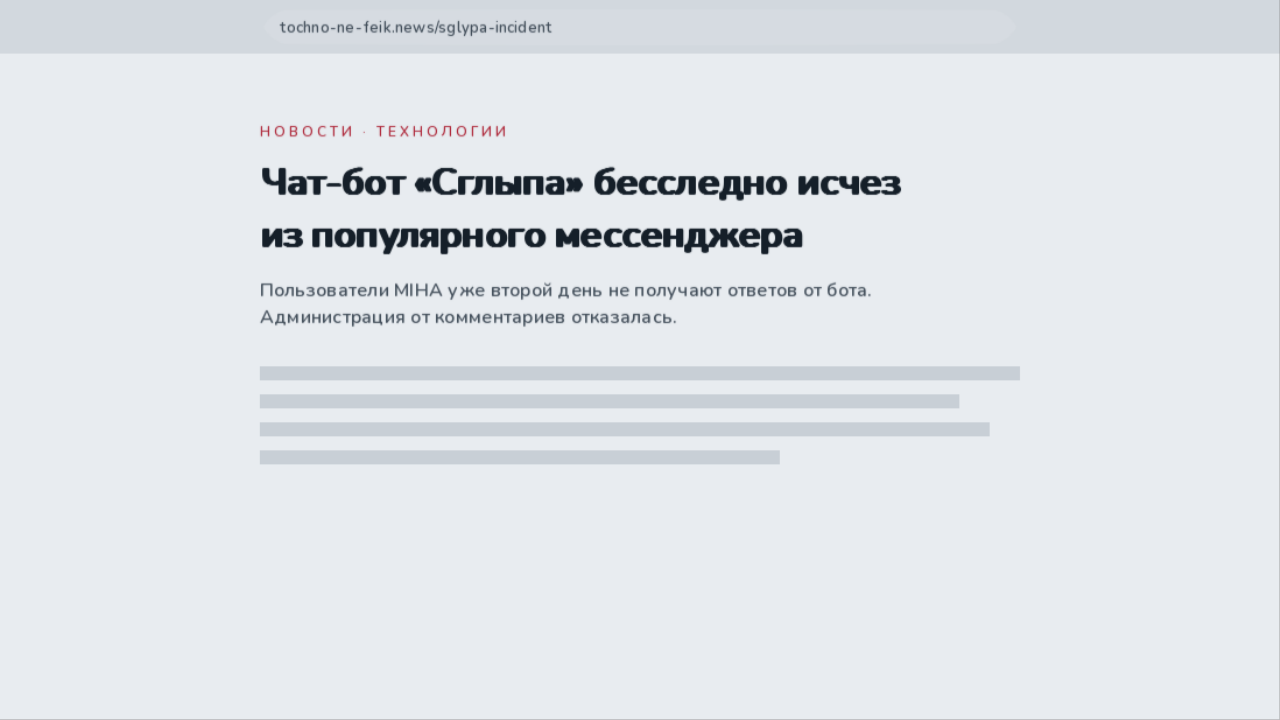 tochno-ne-feik.news/sglypa-incident
НОВОСТИ · ТЕХНОЛОГИИ
Чат-бот «Сглыпа» бесследно исчез
из популярного мессенджера
Пользователи MIHA уже второй день не получают ответов от бота.
Администрация от комментариев отказалась.